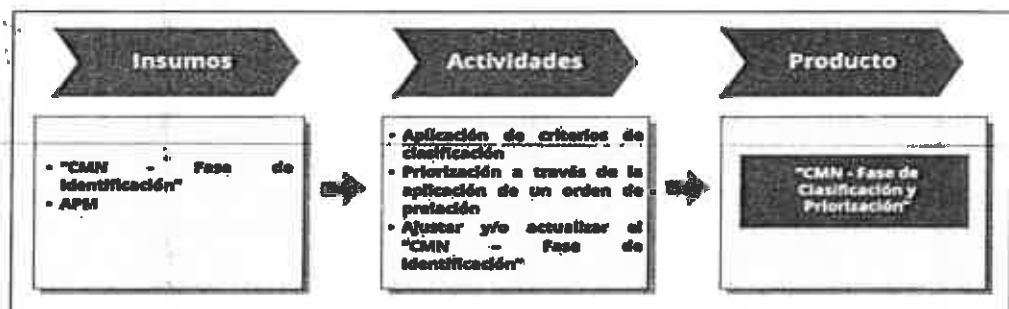 Insumos
Actividades
Producto
• "CMN - Fase de
Identificación"
• APM
• Aplicación de criterios de
clasificación
• Priorización a través de la
aplicación de un orden de
prelación
• Ajustar y/o actualizar el
"CMN - Fase de
Identificación"
"CMN - Fase de
Clasificación y
Priorización"